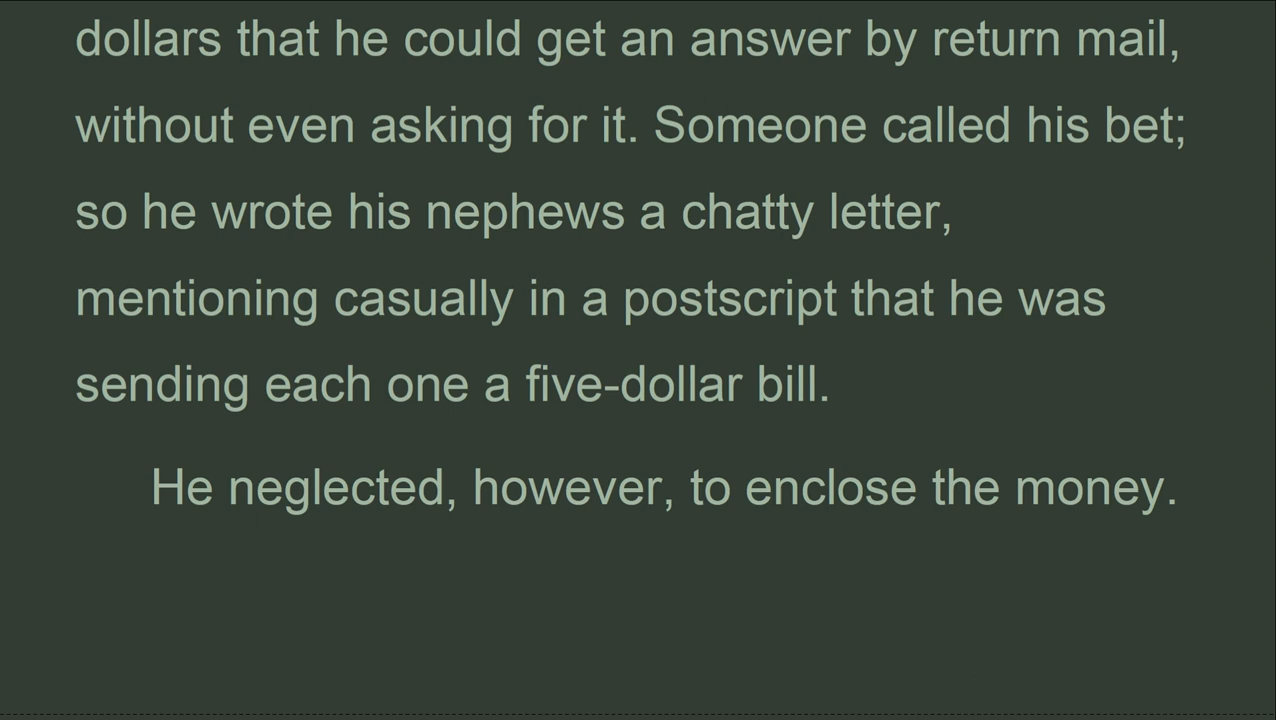 dollars that he could get an answer by return mail,
without even asking for it. Someone called his bet;
so he wrote his nephews a chatty letter,
mentioning casually in a postscript that he was
sending each one a five-dollar bill.
He neglected, however, to enclose the money.